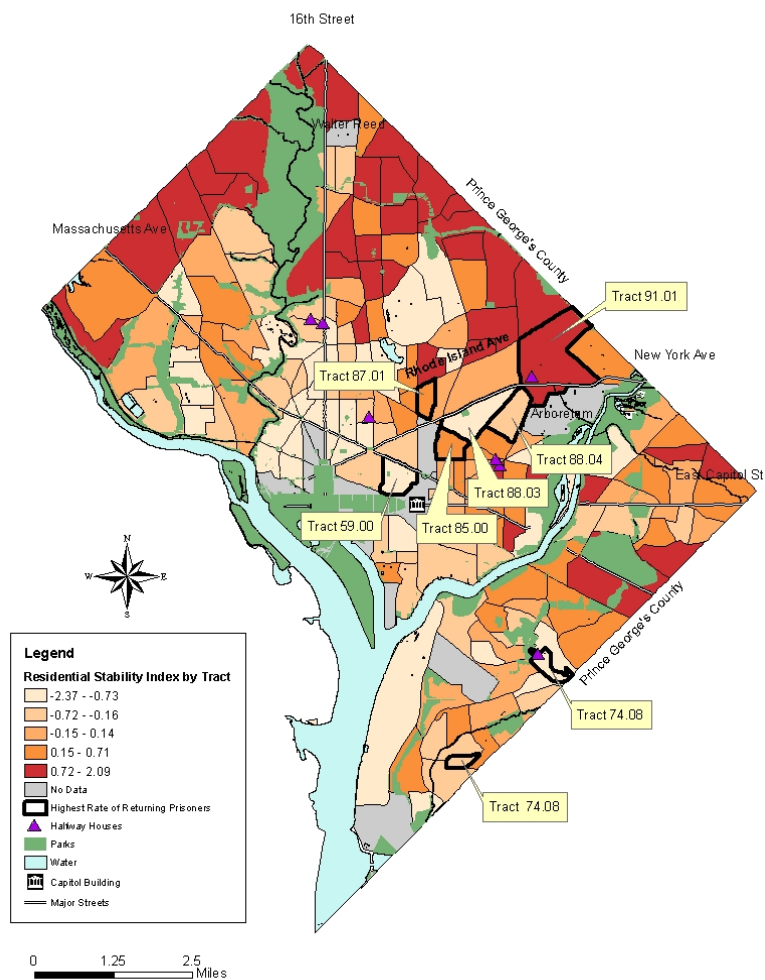 16th Street
Walter Reed
Prince George's County
Massachusetts Ave
Tract 91.01
Rhode Island Ave
New York Ave
Tract 87.01
Arboretum
Tract 88.04
East Capitol St
Tract 88.03
Tract 59.00
Tract 85.00
N
W
E
S
Prince George's County
Tract 74.08
Tract 74.08
Legend
Residential Stability Index by Tract
-2.37 - -0.73
-0.72 - -0.16
-0.15 - 0.14
0.15 - 0.71
0.72 - 2.09
No Data
Highest Rate of Returning Prisoners
Halfway Houses
Parks
Water
Capitol Building
Major Streets
0 1.25 2.5
Miles